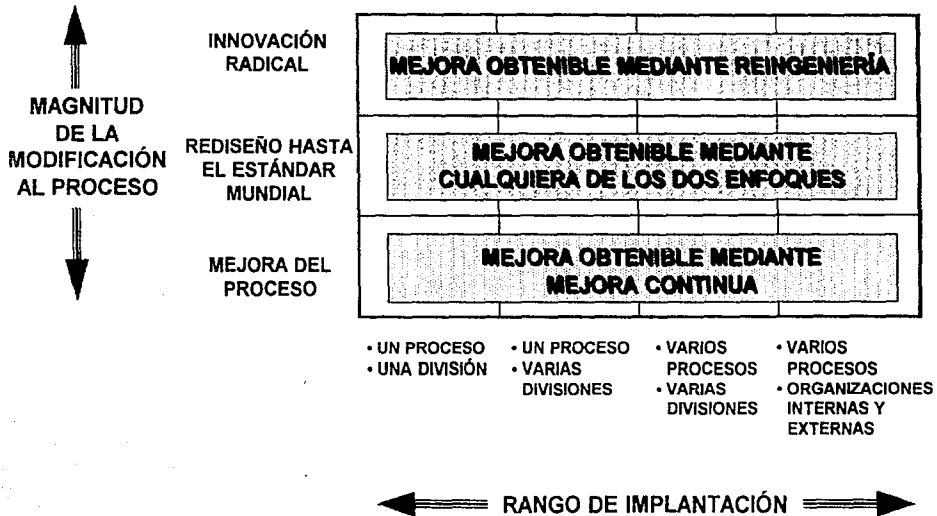 INNOVACIÓN
RADICAL
MEJORA OBTENIBLE MEDIANTE REINGENIERÍA
MAGNITUD
DE LA
MODIFICACIÓN
AL PROCESO
REDISEÑO HASTA
EL ESTÁNDAR
MUNDIAL
MEJORA OBTENIBLE MEDIANTE
CUALQUIERA DE LOS DOS ENFOQUES
MEJORA DEL
PROCESO
MEJORA OBTENIBLE MEDIANTE
MEJORA CONTINUA
• UN PROCESO
• UNA DIVISIÓN
• UN PROCESO
• VARIAS
DIVISIONES
• VARIOS
PROCESOS
• VARIAS
DIVISIONES
• VARIOS
PROCESOS
• ORGANIZACIONES
INTERNAS Y
EXTERNAS
RANGO DE IMPLANTACIÓN